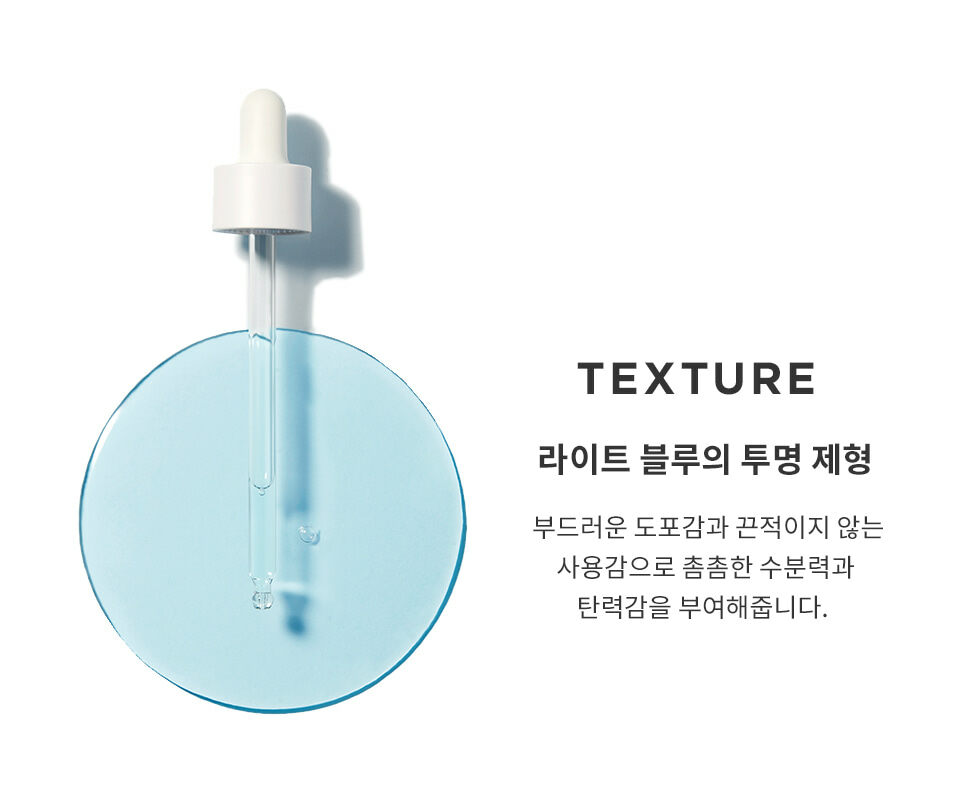 TEXTURE
라이트 블루의 투명 제형
부드러운 도포감과 끈적이지 않는
사용감으로 촘촘한 수분력과
탄력감을 부여해줍니다.